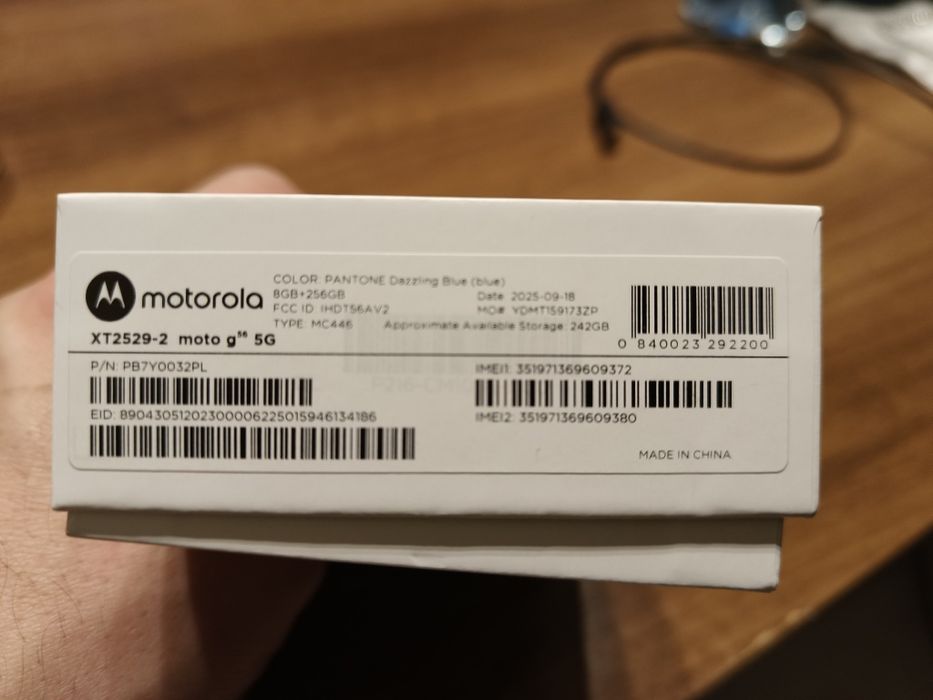 motorola
COLOR: PANTONE Dazzling Blue (blue)
8GB+256GB
FCC ID: IHDT56AV2
TYPE: MC446
Date: 2025-09-18
MO#: YDMT159173ZP
Approximate Available Storage: 242GB
0 840023 292200
XT2529-2 moto g⁵⁶ 5G
P/N: PB7Y0032PL
IMEI1: 351971369609372
EID: 89043051202300006225015946134186
IMEI2: 351971369609380
MADE IN CHINA